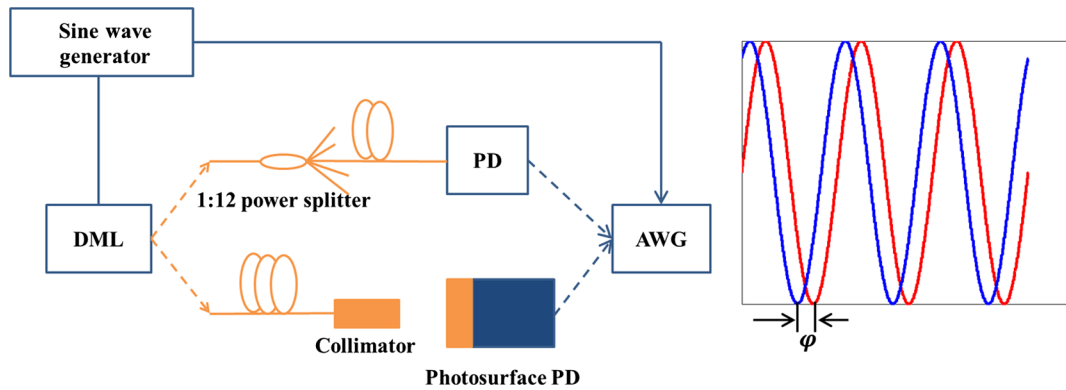 Sine wave
generator
PD
1:12 power splitter
DML
AWG
Collimator
Photosurface PD
φ